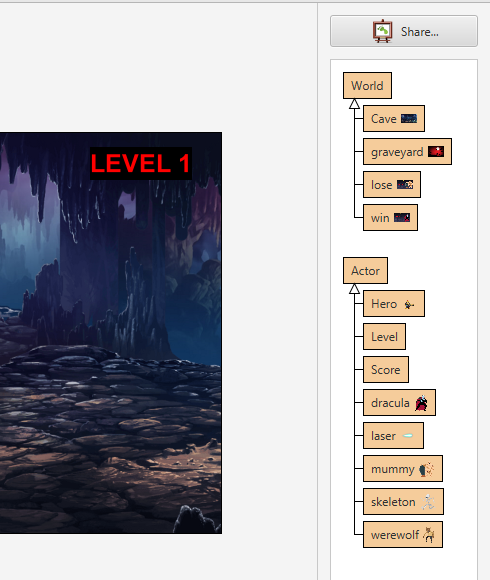 Share...
LEVEL 1
World
Cave
graveyard
lose
win
Actor
Hero
Level
Score
dracula
laser
mummy
skeleton
werewolf